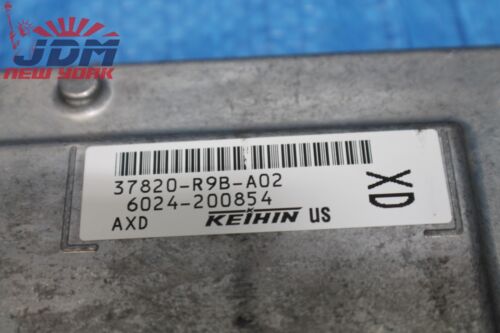 JDM
NEW YORK
37820-R9B-A02
6024-200854
AXD
KEIHIN US
XD